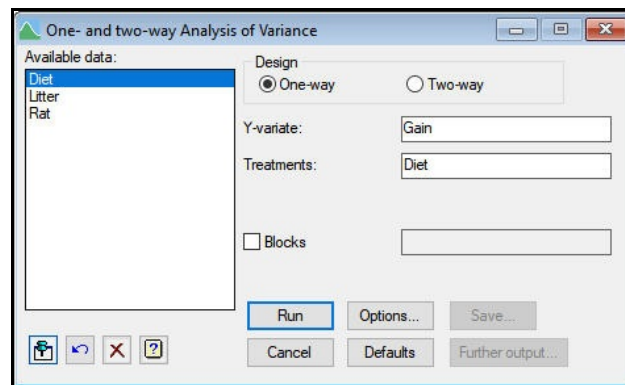 One- and two-way Analysis of Variance
Available data:
Diet
Litter
Rat
Design
One-way
Two-way
Y-variate:
Gain
Treatments:
Diet
Blocks
Run
Options...
Save...
Cancel
Defaults
Further output...